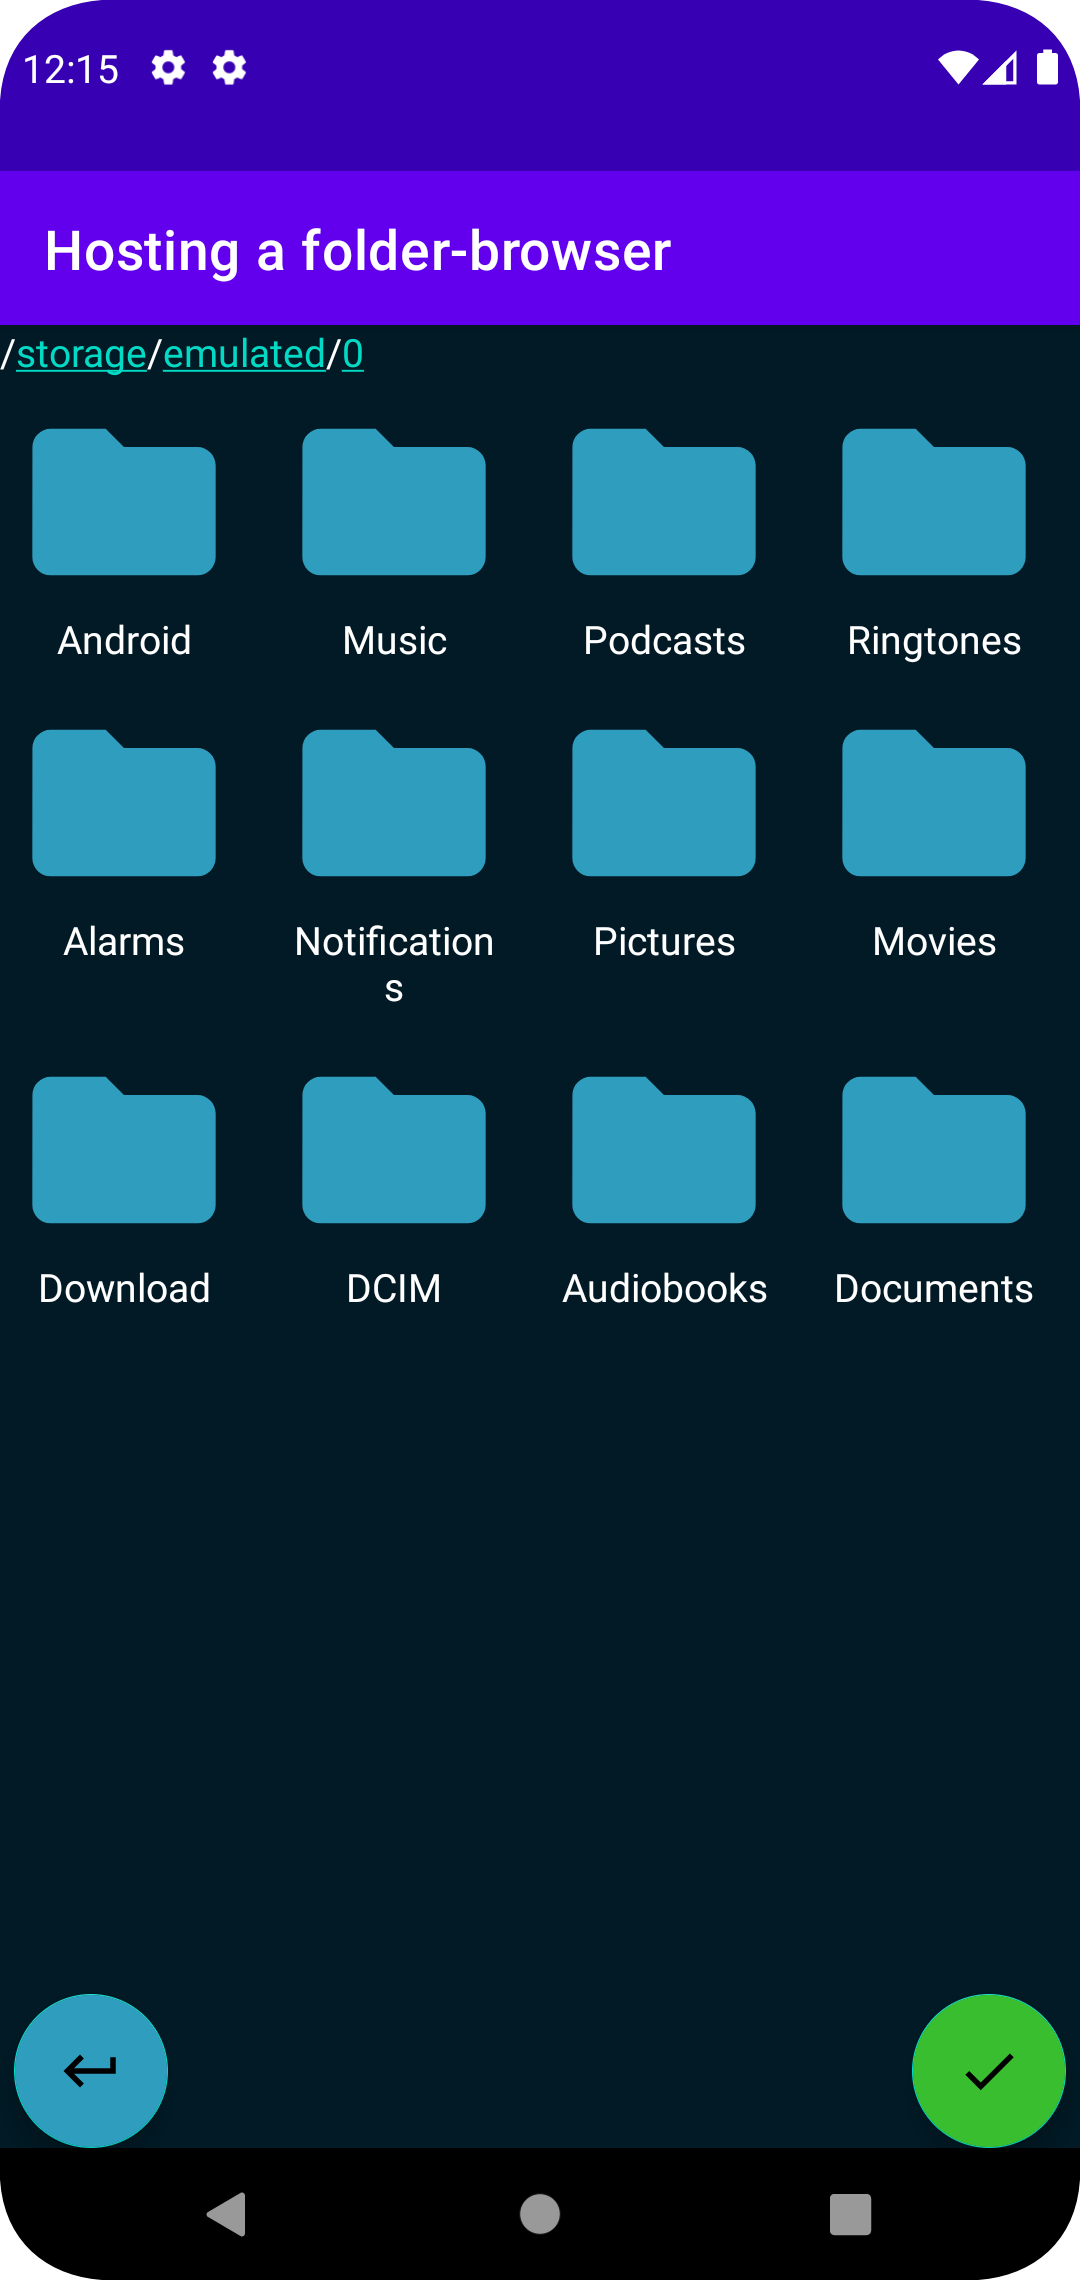 12:15
Hosting a folder-browser
/storage/emulated/0
Android
Music
Podcasts
Ringtones
Alarms
Notification
s
Pictures
Movies
Download
DCIM
Audiobooks
Documents